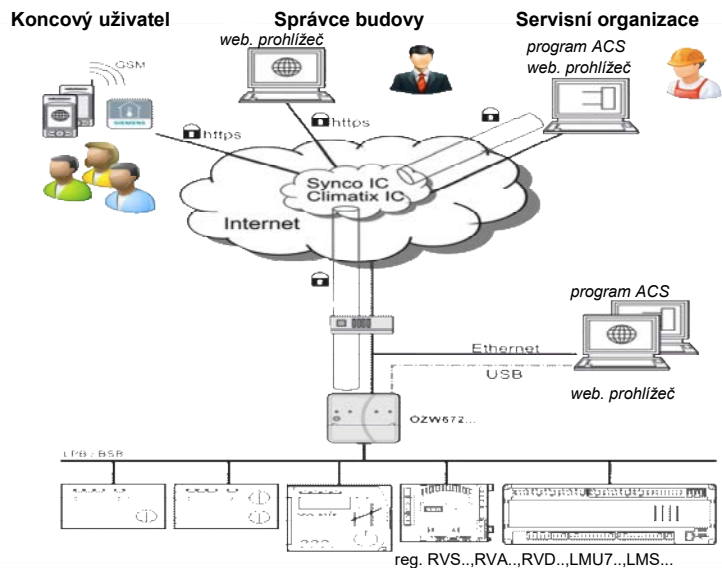 Koncový uživatel
Správce budovy
Servisní organizace
web. prohlížeč
program ACS
web. prohlížeč
GSM
SIEMENS
https
https
Synco IC
Climatix IC
Internet
program ACS
Ethernet
USB
web. prohlížeč
OZW672...
LPB / BSB
reg. RVS..,RVA..,RVD..,LMU7..,LMS...